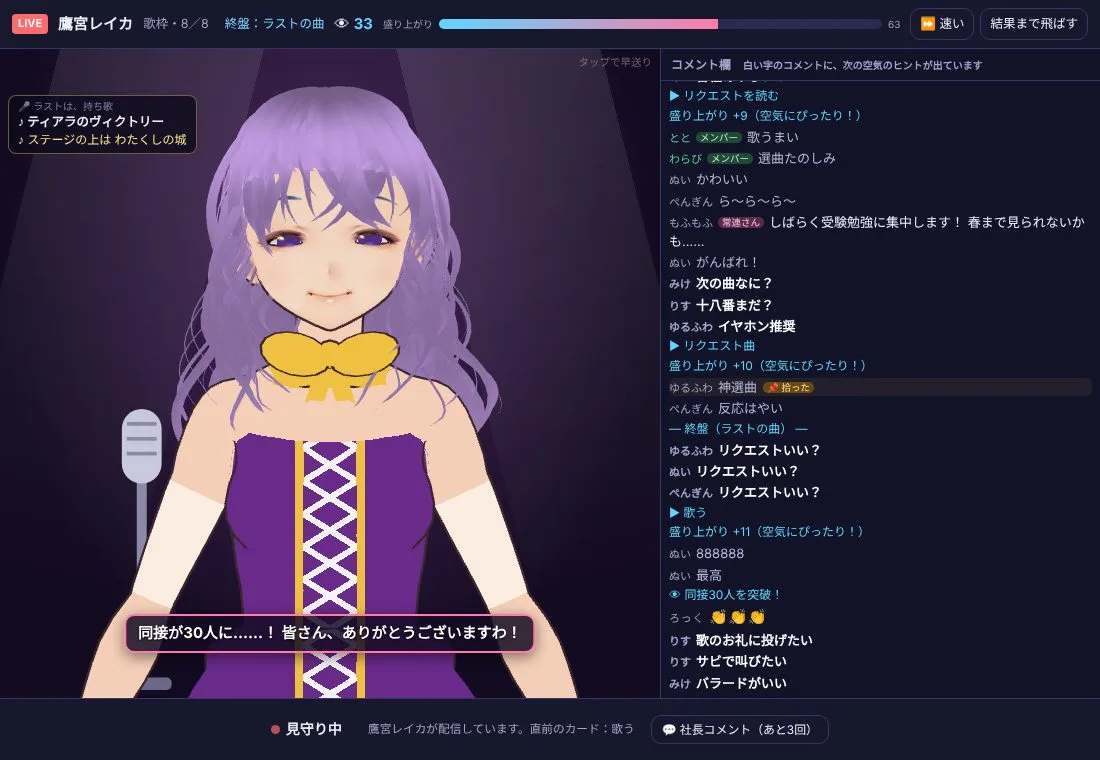 LIVE 鷹宮レイカ 歌枠・8／8 終盤：ラストの曲 33 盛り上がり 63 ⏩ 速い 結果まで飛ばす
タップで早送り
🎤 ラストは、持ち歌
♪ ティアラのヴィクトリー
♪ ステージの上は わたくしの城
同接が30人に……！ 皆さん、ありがとうございますわ！
コメント欄 白い字のコメントに、次の空気のヒントが出ています
▶ リクエストを読む
盛り上がり +9（空気にぴったり！）
とと メンバー 歌うまい
わらび メンバー 選曲たのしみ
ぬい かわいい
ぺんぎん ら〜ら〜ら〜
もふもふ 常連さん しばらく受験勉強に集中します！ 春まで見られないか
も……
ぬい がんばれ！
みけ 次の曲なに？
りす 十八番まだ？
ゆるふわ イヤホン推奨
▶ リクエスト曲
盛り上がり +10（空気にぴったり！）
ゆるふわ 神選曲 📌 拾った
ぺんぎん 反応はやい
— 終盤（ラストの曲） —
ゆるふわ リクエストいい？
ぬい リクエストいい？
ぺんぎん リクエストいい？
▶ 歌う
盛り上がり +11（空気にぴったり！）
ぬい 888888
ぬい 最高
👁 同接30人を突破！
ろっく 👏👏👏
りす 歌のお礼に投げたい
りす サビで叫びたい
みけ バラードがいい
見守り中 鷹宮レイカが配信しています。直前のカード：歌う 💬 社長コメント（あと3回）